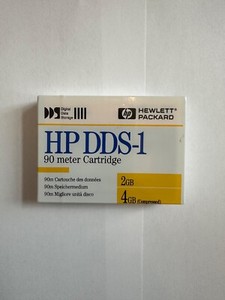 DDS
Digital
Data
Storage
hp
HEWLETT®
PACKARD
HP DDS-1
90 meter Cartridge
90m Cartouche des données
90m Speichermedium
90m Migliore unità disco
2GB
4GB (Compressed)